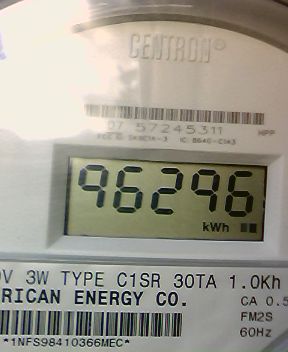 CENTRON®
07 57245311
HPP
96296
kWh
0V 3W TYPE C1SR 30TA 1.0Kh
RICAN ENERGY CO. CA 0.5
FM2S
*1NFS98410366MEC* 60Hz